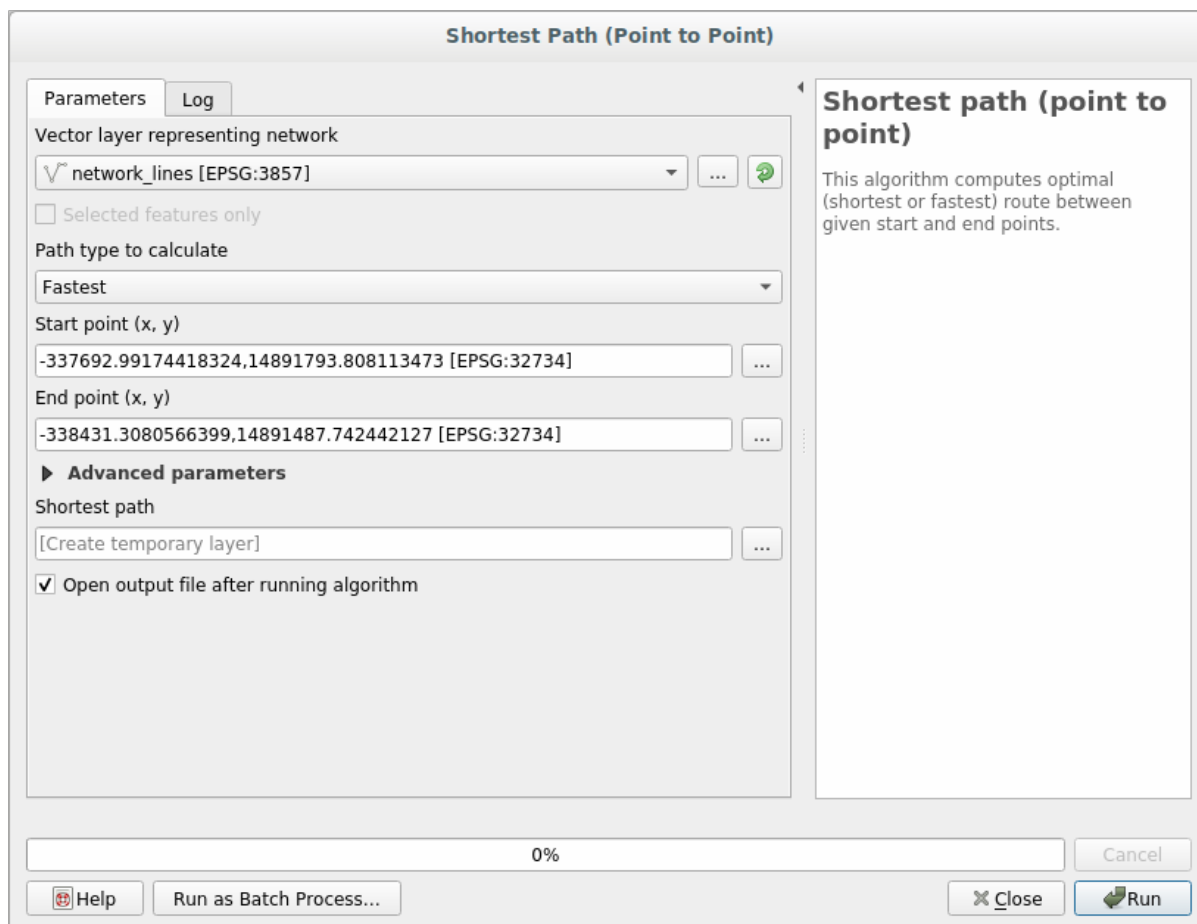 Shortest Path (Point to Point)
Parameters
Log
Vector layer representing network
network_lines [EPSG:3857]
...
Selected features only
Path type to calculate
Fastest
Start point (x, y)
-337692.99174418324,14891793.808113473 [EPSG:32734]
...
End point (x, y)
-338431.3080566399,14891487.742442127 [EPSG:32734]
...
Advanced parameters
Shortest path
[Create temporary layer]
...
Open output file after running algorithm
Shortest path (point to
point)
This algorithm computes optimal
(shortest or fastest) route between
given start and end points.
0%
Cancel
Help
Run as Batch Process...
Close
Run